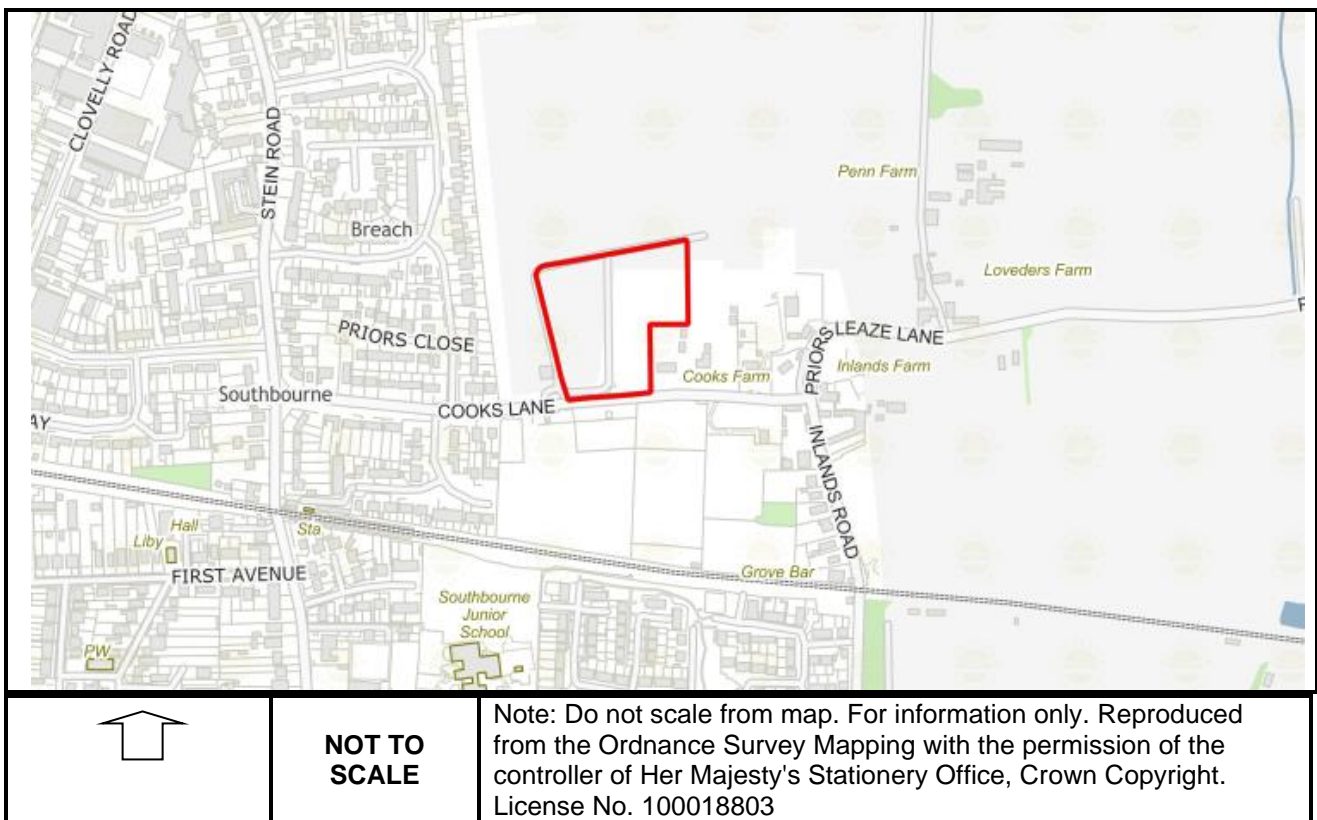 CLOVELLY ROAD
STEIN ROAD
Breach
Penn Farm
Loveders Farm
PRIORS CLOSE
PRIORS LEAZE LANE
Inlands Farm
Cooks Farm
Southbourne
COOKS LANE
AY
INLANDS ROAD
Hall
Liby
Sta
FIRST AVENUE
Grove Bar
Southbourne
Junior
School
PW
NOT TO
SCALE
Note: Do not scale from map. For information only. Reproduced
from the Ordnance Survey Mapping with the permission of the
controller of Her Majesty's Stationery Office, Crown Copyright.
License No. 100018803